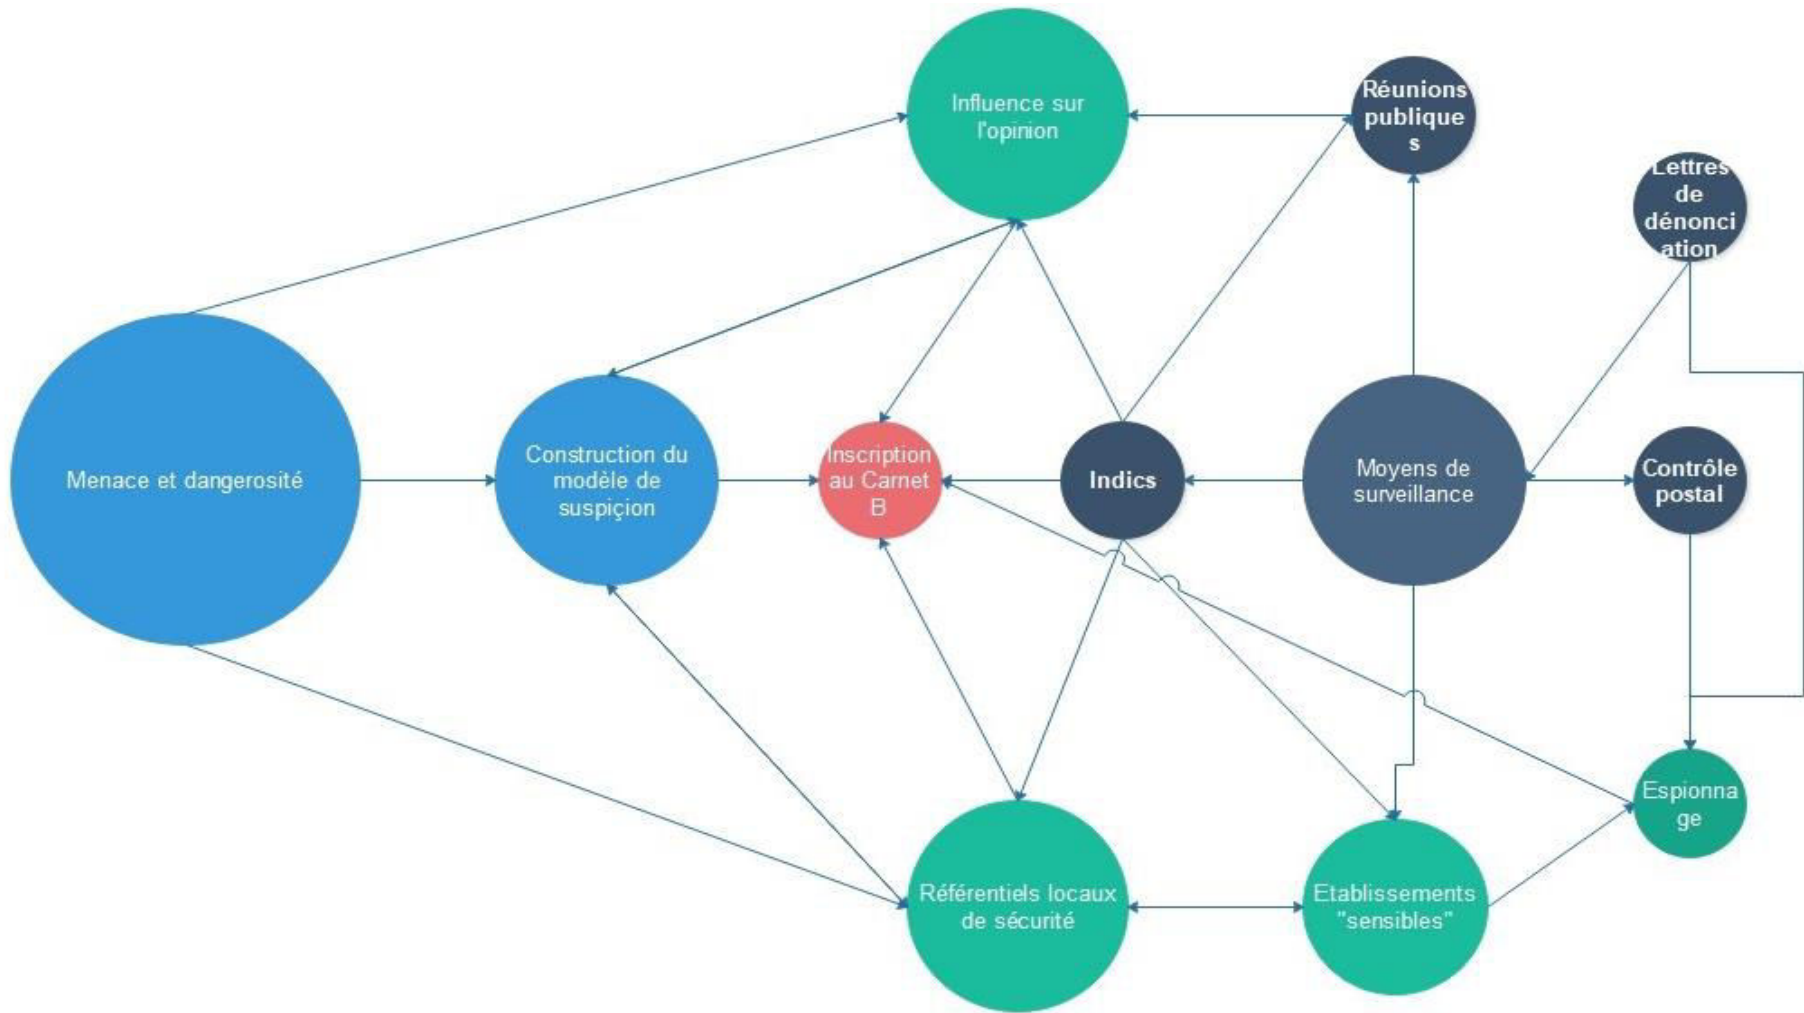 Influence sur
l'opinion
Réunions
publique
s
Lettres
de
dénonci
ation
Menace et dangerosité
Construction du
modèle de
suspiçion
Inscription
au Carnet
B
Indics
Moyens de
surveillance
Contrôle
postal
Référentiels locaux
de sécurité
Etablissements
"sensibles"
Espionna
ge